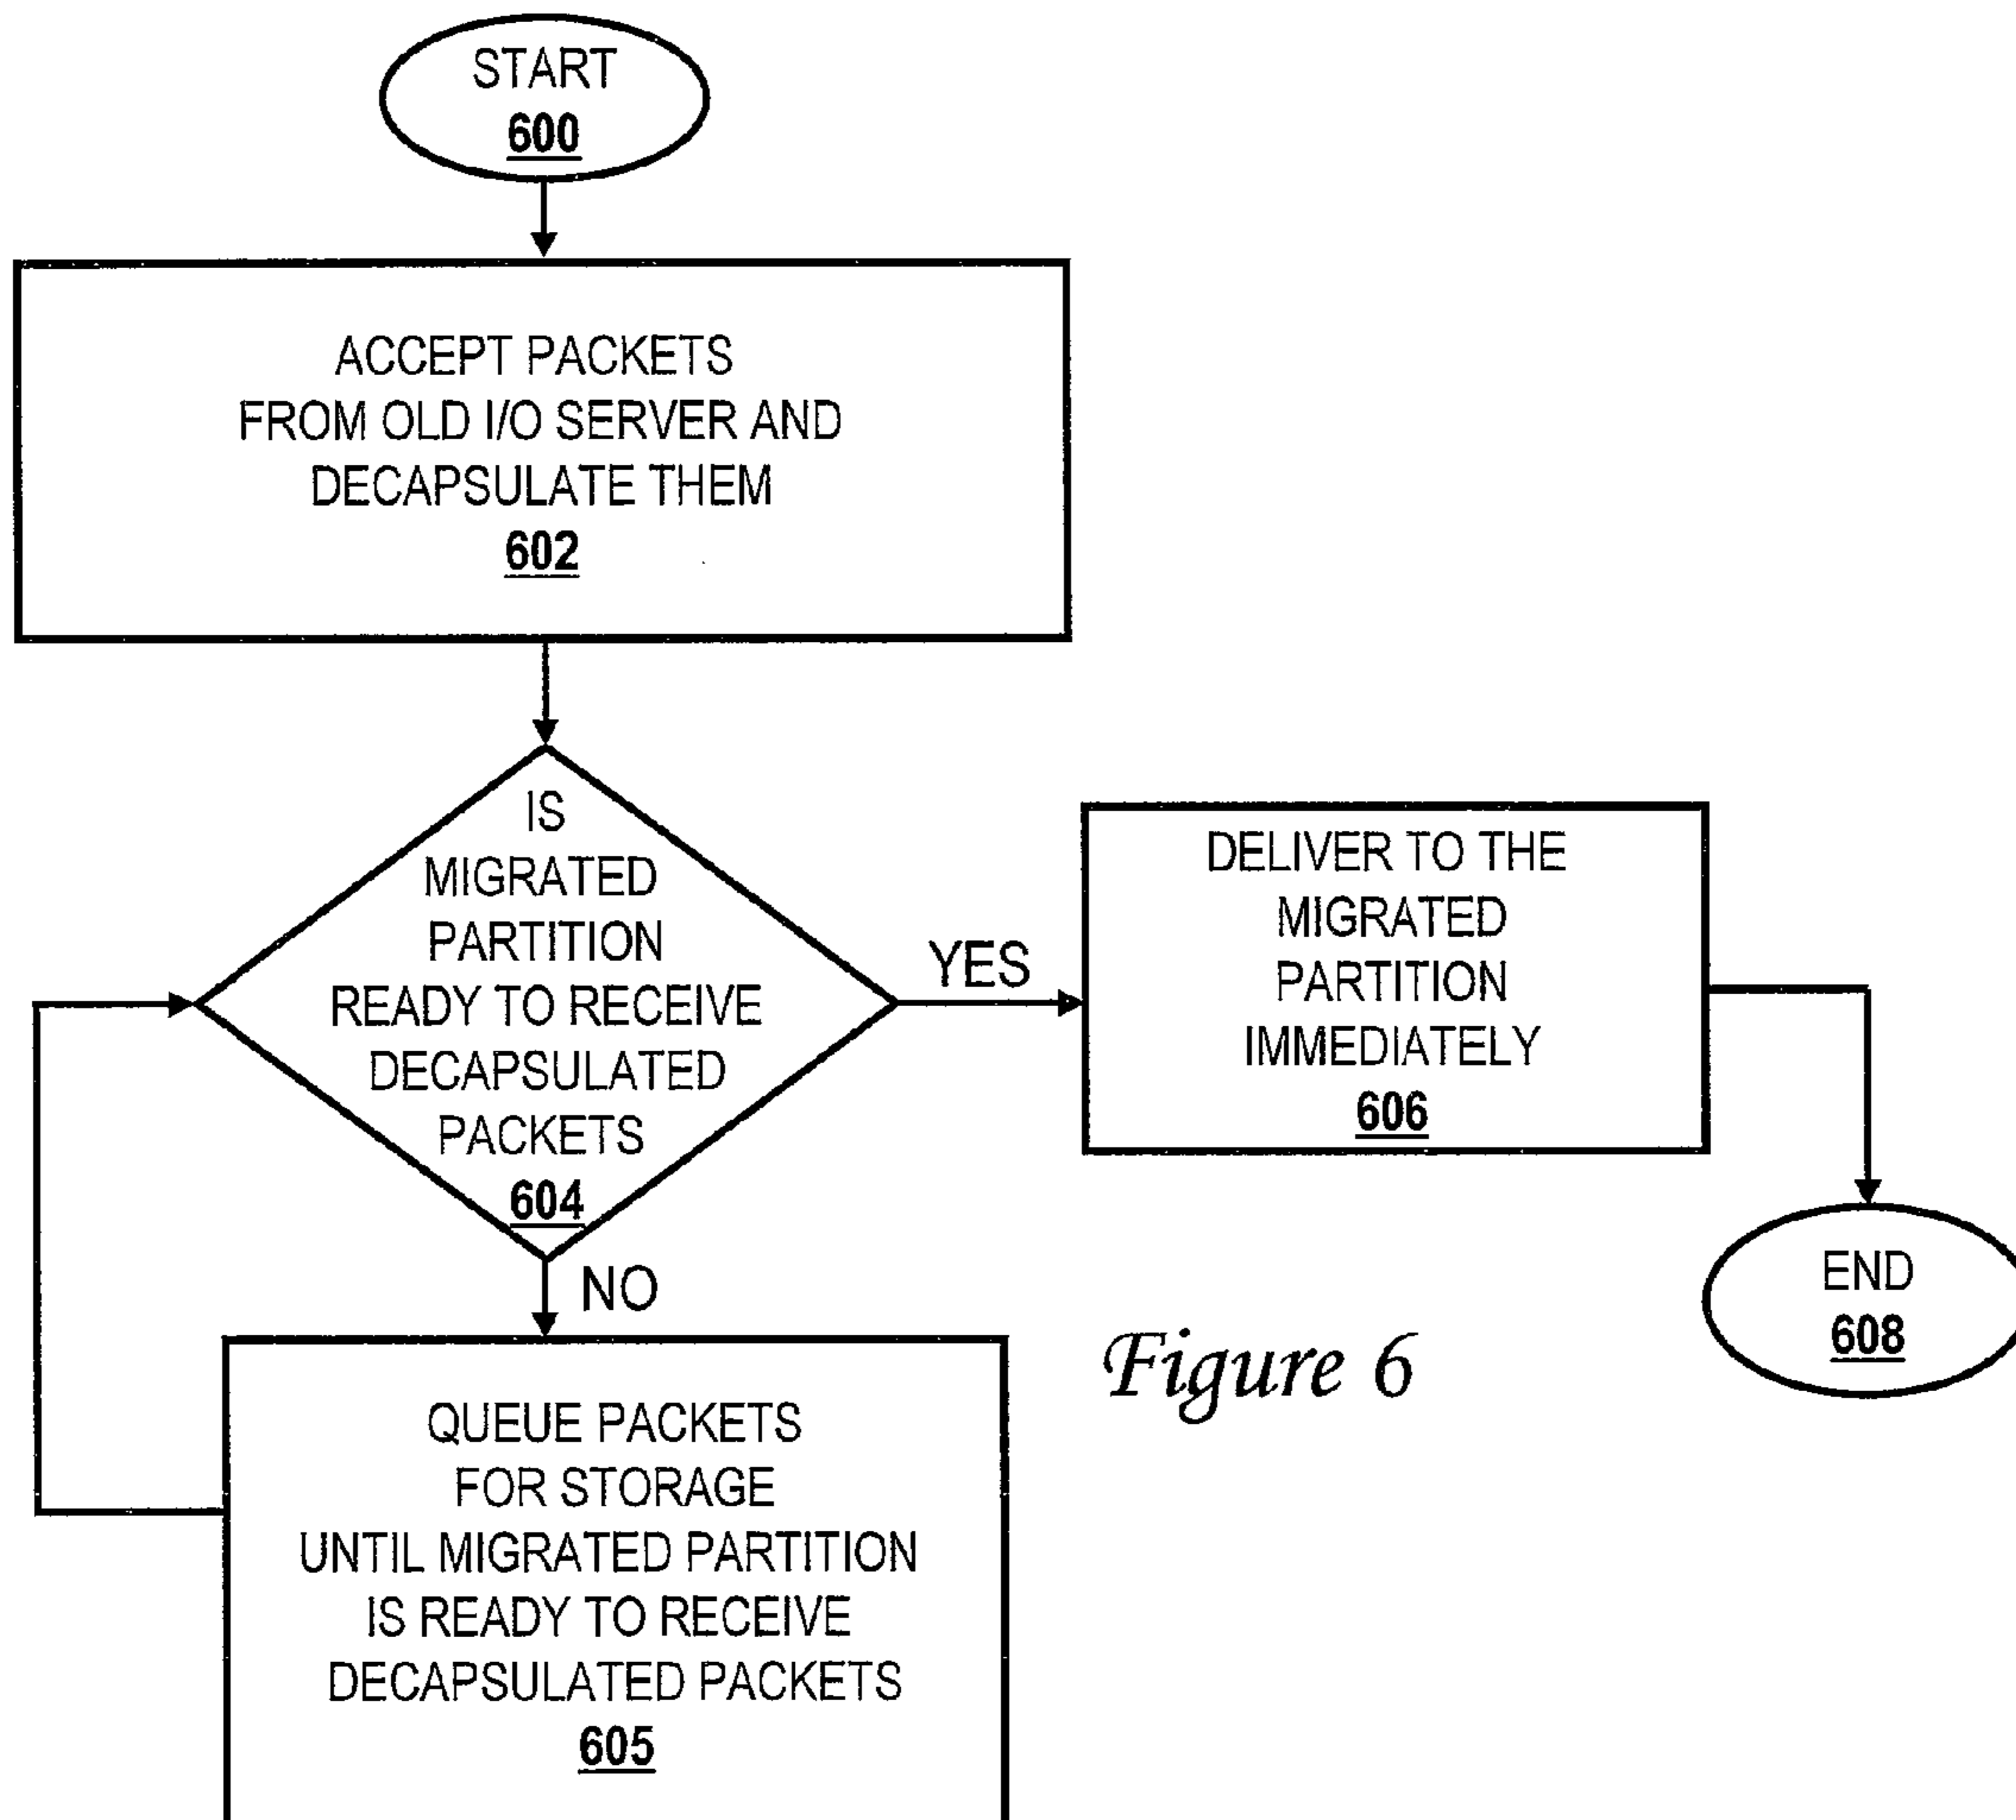 START
600
ACCEPT PACKETS
FROM OLD I/O SERVER AND
DECAPSULATE THEM
602
IS
MIGRATED
PARTITION
READY TO RECEIVE
DECAPSULATED
PACKETS
604
YES
DELIVER TO THE
MIGRATED
PARTITION
IMMEDIATELY
606
END
608
NO
QUEUE PACKETS
FOR STORAGE
UNTIL MIGRATED PARTITION
IS READY TO RECEIVE
DECAPSULATED PACKETS
605
Figure 6